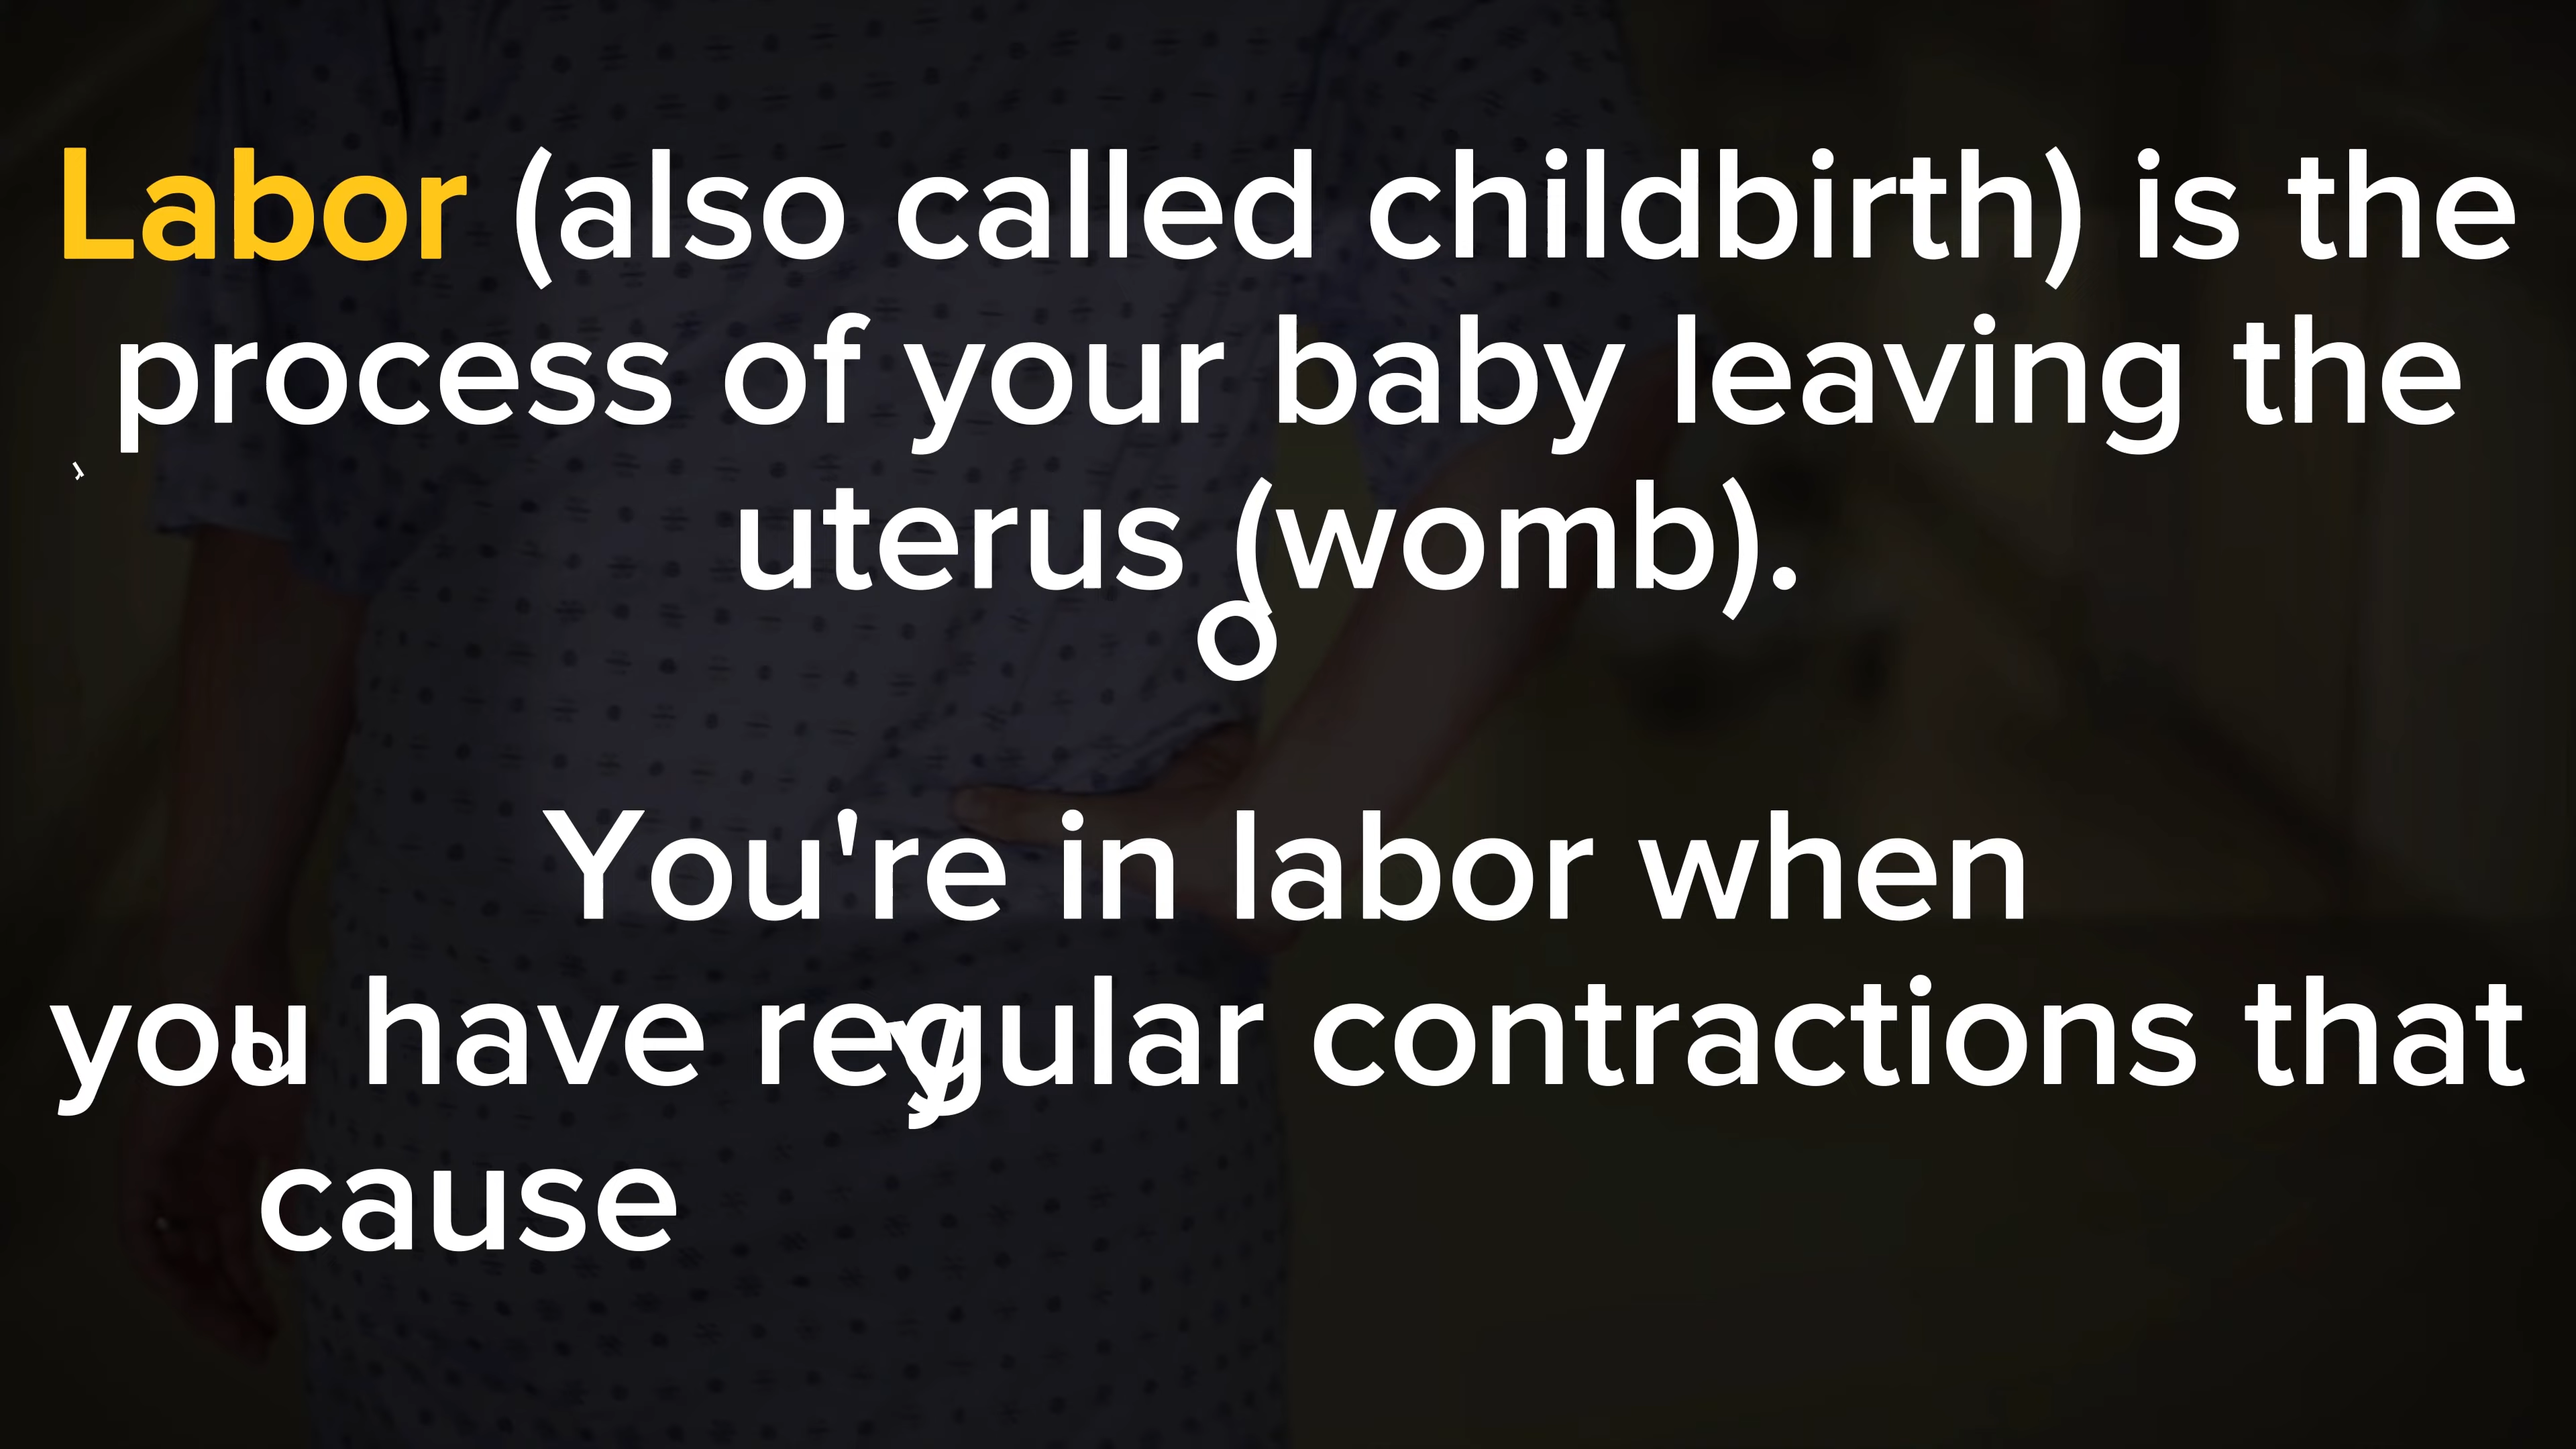 Labor (also called childbirth) is the
process of your baby leaving the
uterus (womb).
You're in labor when
you have regular contractions that
cause